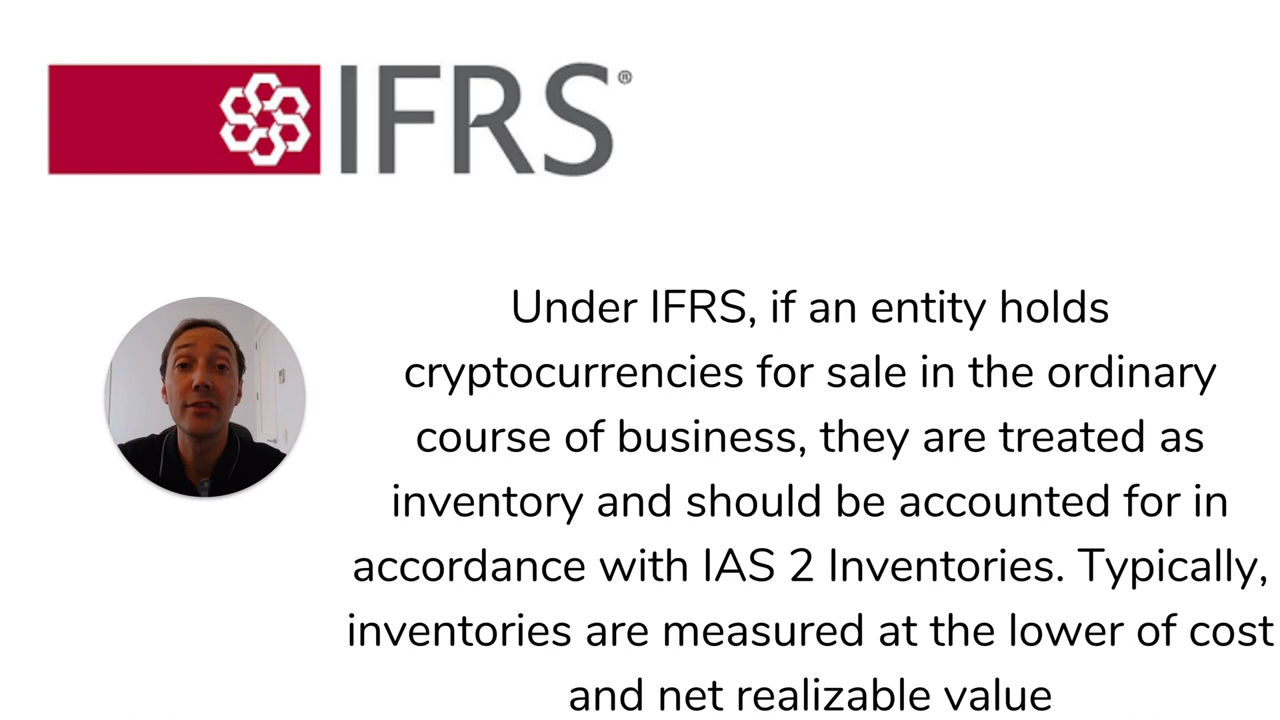 IFRS®
Under IFRS, if an entity holds
cryptocurrencies for sale in the ordinary
course of business, they are treated as
inventory and should be accounted for in
accordance with IAS 2 Inventories. Typically,
inventories are measured at the lower of cost
and net realizable value